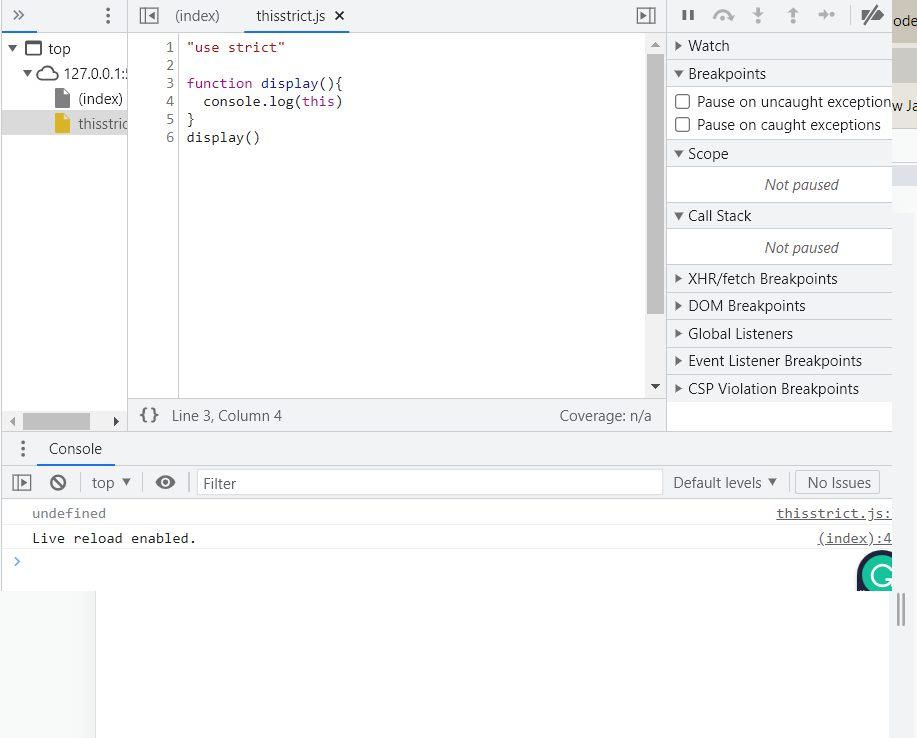 (index)
thisstrict.js
top
127.0.0.1:5
(index)
thisstric
1 "use strict"
2
3 function display(){
4 console.log(this)
5 }
6 display()
{} Line 3, Column 4
Coverage: n/a
Watch
Breakpoints
Pause on uncaught exception
Pause on caught exceptions
Scope
Not paused
Call Stack
Not paused
XHR/fetch Breakpoints
DOM Breakpoints
Global Listeners
Event Listener Breakpoints
CSP Violation Breakpoints
ode
w Ja
Console
top
Filter
Default levels
No Issues
undefined thisstrict.js:
Live reload enabled. (index):4